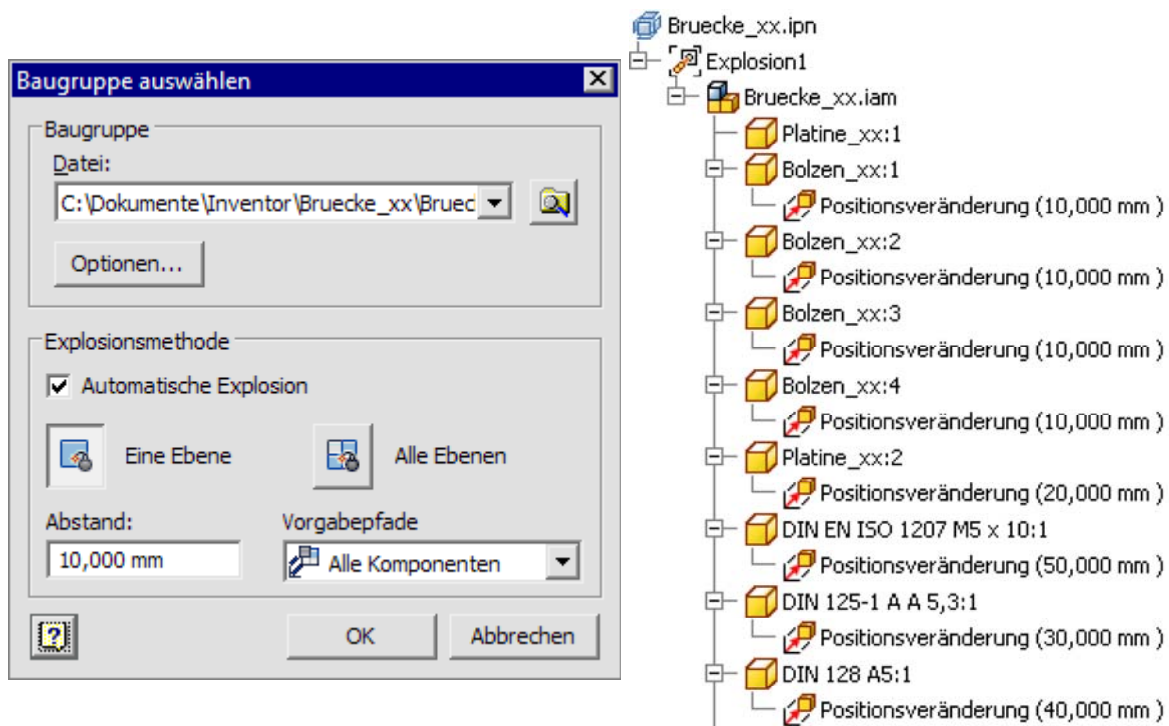 Baugruppe auswählen
Baugruppe
Datei:
C:\Dokumente\Inventor\Bruecke_xx\Bruec
Optionen...
Explosionsmethode
Automatische Explosion
Eine Ebene
Alle Ebenen
Abstand:
Vorgabepfade
10,000 mm
Alle Komponenten
OK
Abbrechen
Bruecke_xx.ipn
Explosion1
Bruecke_xx.iam
Platine_xx:1
Bolzen_xx:1
Positionsveränderung (10,000 mm )
Bolzen_xx:2
Positionsveränderung (10,000 mm )
Bolzen_xx:3
Positionsveränderung (10,000 mm )
Bolzen_xx:4
Positionsveränderung (10,000 mm )
Platine_xx:2
Positionsveränderung (20,000 mm )
DIN EN ISO 1207 M5 x 10:1
Positionsveränderung (50,000 mm )
DIN 125-1 A A 5,3:1
Positionsveränderung (30,000 mm )
DIN 128 A5:1
Positionsveränderung (40,000 mm )